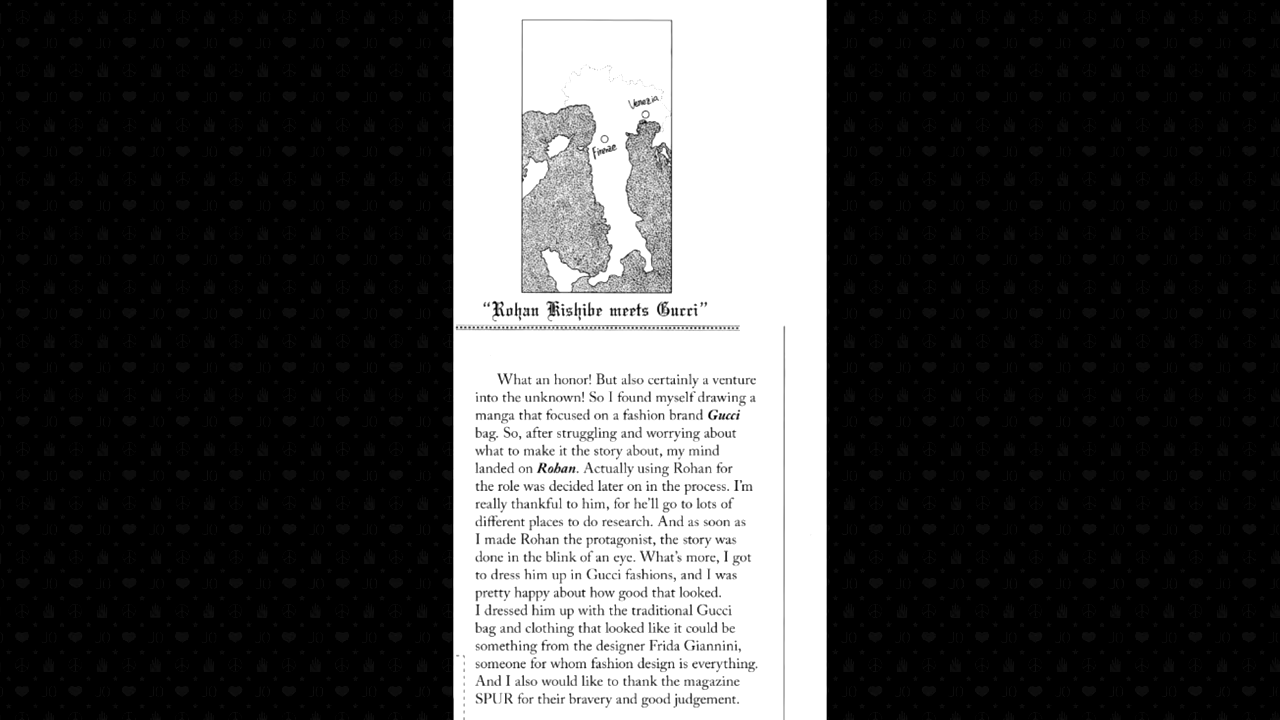 Venezia
Firenze
“Rohan Kishibe meets Gucci”
What an honor! But also certainly a venture
into the unknown! So I found myself drawing a
manga that focused on a fashion brand Gucci
bag. So, after struggling and worrying about
what to make it the story about, my mind
landed on Rohan. Actually using Rohan for
the role was decided later on in the process. I’m
really thankful to him, for he’ll go to lots of
different places to do research. And as soon as
I made Rohan the protagonist, the story was
done in the blink of an eye. What’s more, I got
to dress him up in Gucci fashions, and I was
pretty happy about how good that looked.
I dressed him up with the traditional Gucci
bag and clothing that looked like it could be
something from the designer Frida Giannini,
someone for whom fashion design is everything.
And I also would like to thank the magazine
SPUR for their bravery and good judgement.